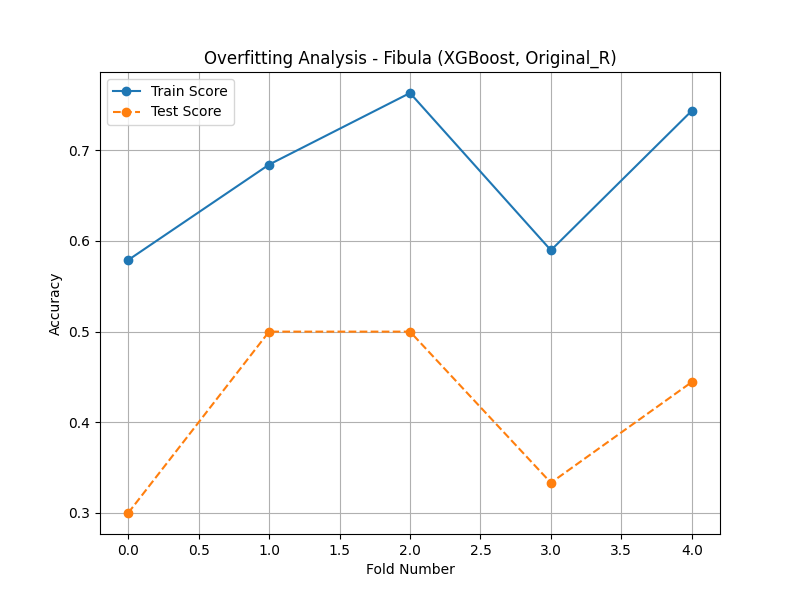 Overfitting Analysis - Fibula (XGBoost, Original_R)
Train Score
Test Score
Accuracy
0.7
0.6
0.5
0.4
0.3
0.0 0.5 1.0 1.5 2.0 2.5 3.0 3.5 4.0
Fold Number